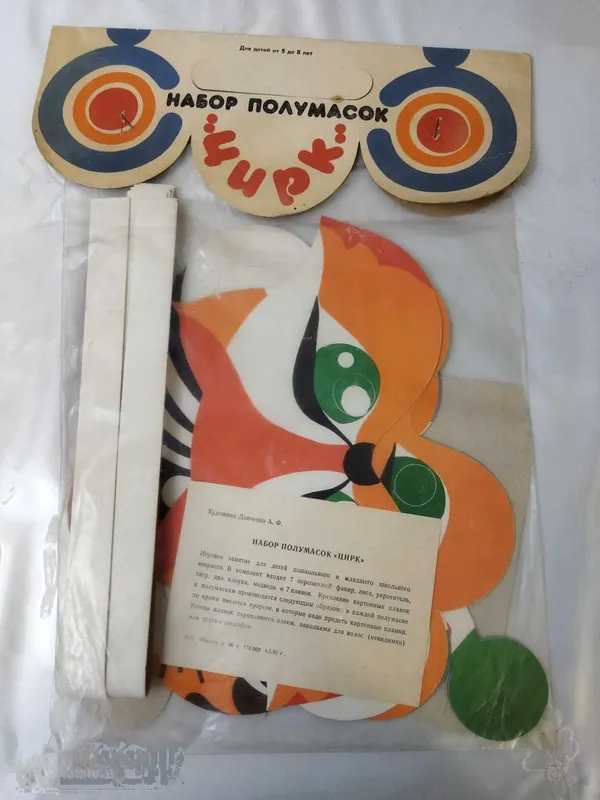 Для детей от 5 до 8 лет
НАБОР ПОЛУМАСОК
"ЦИРК"
Художник Дьяченко А. Ф.
НАБОР ПОЛУМАСОК «ЦИРК»
Игровое занятие для детей дошкольного и младшего школьного
возраста. В комплект входят 7 персонажей: факир, лиса, укротитель,
тигр, два клоуна, медведь и 7 планок. Крепление картонных планок
к полумаскам производится следующим образом: в каждой полумаске
по краям имеются прорези, в которые надо продеть картонные планки.
Концы планок скрепляются клеем, заколками для волос (невидимки)
или другим способом.